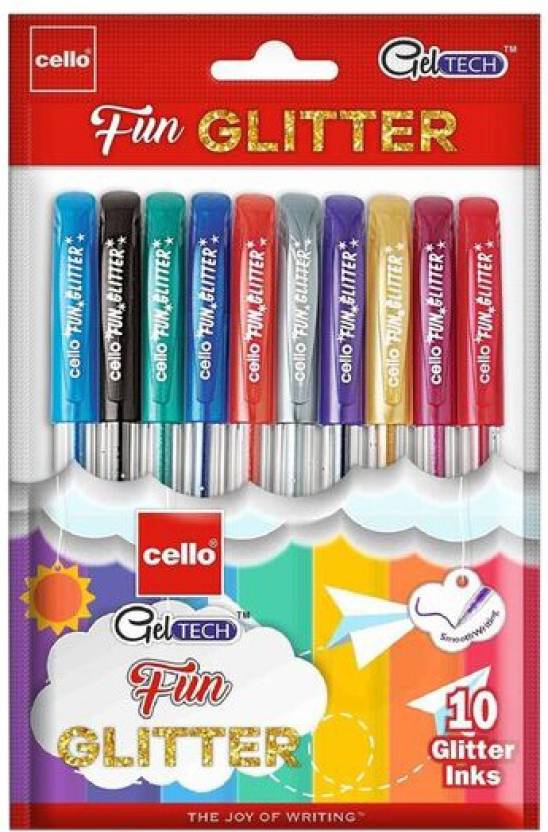 cello
GelTECH™
Fun GLITTER
cello FUN GLITTER
cello FUN GLITTER
cello FUN GLITTER
cello FUN GLITTER
cello FUN GLITTER
cello FUN GLITTER
cello FUN GLITTER
cello FUN GLITTER
cello FUN GLITTER
cello FUN GLITTER
cello®
GelTECH™
Fun
GLITTER
SmoothWriting
10
Glitter
Inks
THE JOY OF WRITING™